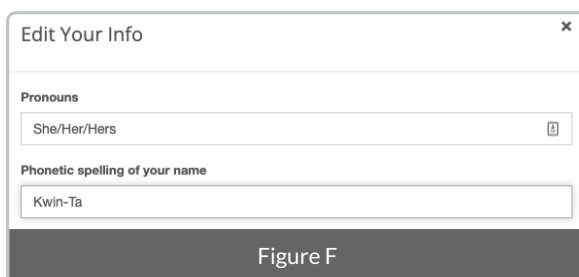 Edit Your Info
×
Pronouns
She/Her/Hers
Phonetic spelling of your name
Kwin-Ta
Figure F